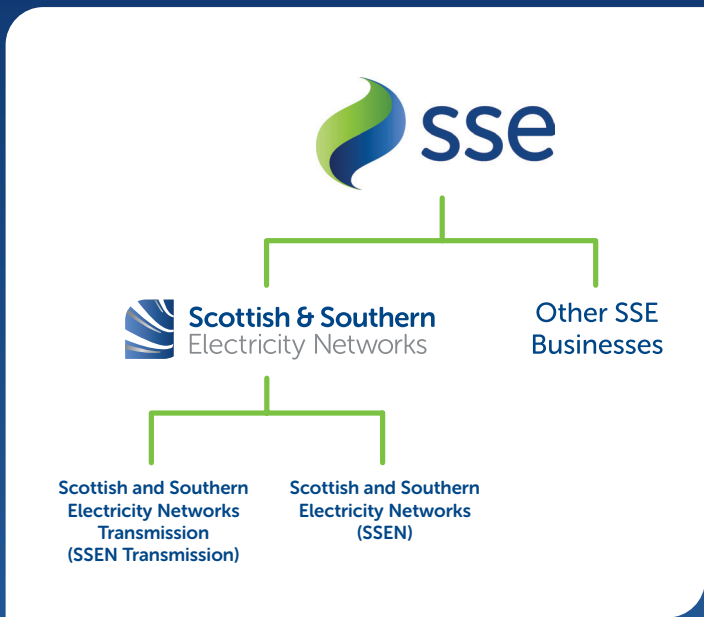 sse
Scottish & Southern
Electricity Networks
Other SSE
Businesses
Scottish and Southern
Electricity Networks
Transmission
(SSEN Transmission)
Scottish and Southern
Electricity Networks
(SSEN)